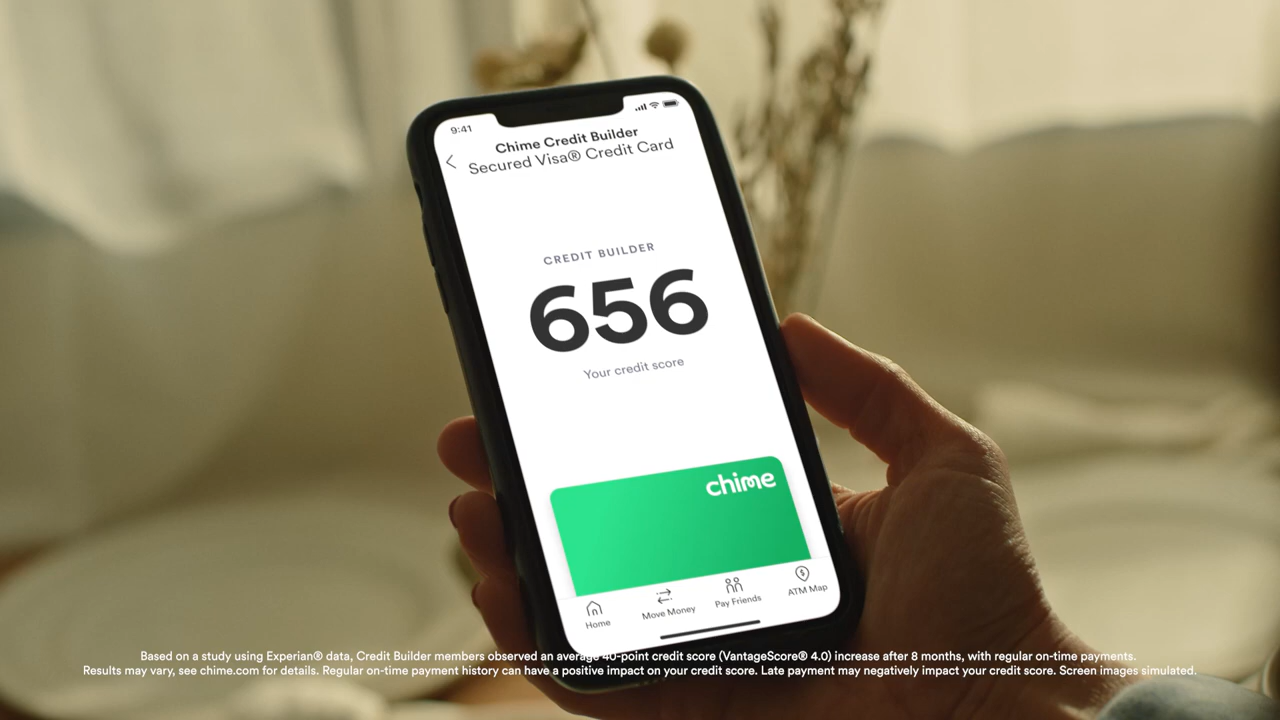 9:41
Chime Credit Builder
Secured Visa® Credit Card
CREDIT BUILDER
656
Your credit score
chime
Home
Move Money
Pay Friends
ATM Map
Based on a study using Experian® data, Credit Builder members observed an average 40-point credit score (VantageScore® 4.0) increase after 8 months, with regular on-time payments.
Results may vary, see chime.com for details. Regular on-time payment history can have a positive impact on your credit score. Late payment may negatively impact your credit score. Screen images simulated.